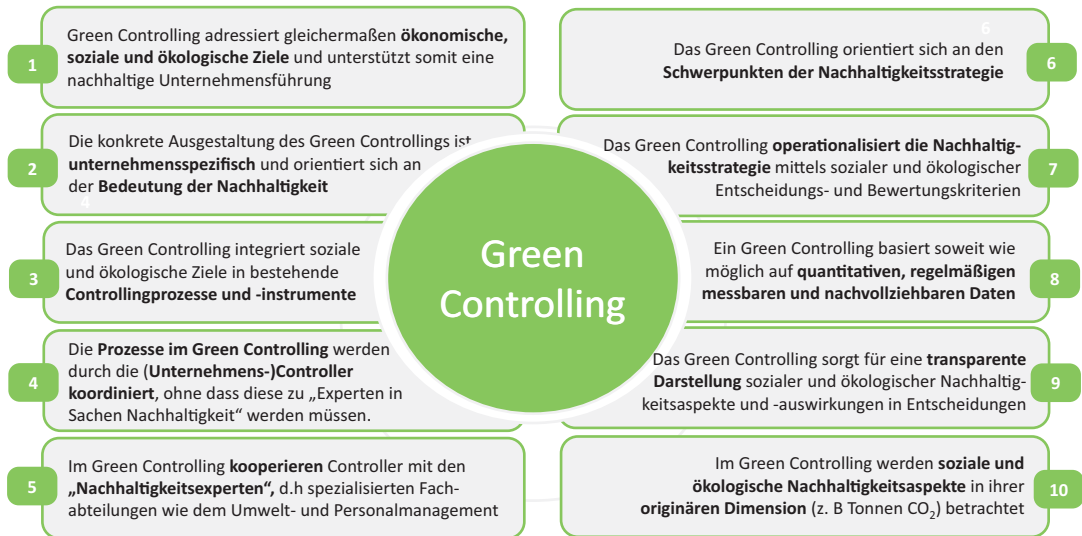 1
Green Controlling adressiert gleichermaßen ökonomische,
soziale und ökologische Ziele und unterstützt somit eine
nachhaltige Unternehmensführung
2
Die konkrete Ausgestaltung des Green Controllings ist
unternehmensspezifisch und orientiert sich an
der Bedeutung der Nachhaltigkeit
4
3
Das Green Controlling integriert soziale
und ökologische Ziele in bestehende
Controllingprozesse und -instrumente
4
Die Prozesse im Green Controlling werden
durch die (Unternehmens-)Controller
koordiniert, ohne dass diese zu „Experten in
Sachen Nachhaltigkeit“ werden müssen.
5
Im Green Controlling kooperieren Controller mit den
„Nachhaltigkeitsexperten“, d.h spezialisierten Fach-
abteilungen wie dem Umwelt- und Personalmanagement
Green
Controlling
6
Das Green Controlling orientiert sich an den
Schwerpunkten der Nachhaltigkeitsstrategie
6
Das Green Controlling operationalisiert die Nachhaltig-
keitsstrategie mittels sozialer und ökologischer
Entscheidungs- und Bewertungskriterien
7
Ein Green Controlling basiert soweit wie
möglich auf quantitativen, regelmäßigen
messbaren und nachvollziehbaren Daten
8
Das Green Controlling sorgt für eine transparente
Darstellung sozialer und ökologischer Nachhaltig-
keitsaspekte und -auswirkungen in Entscheidungen
9
Im Green Controlling werden soziale und
ökologische Nachhaltigkeitsaspekte in ihrer
originären Dimension (z. B Tonnen CO₂) betrachtet
10